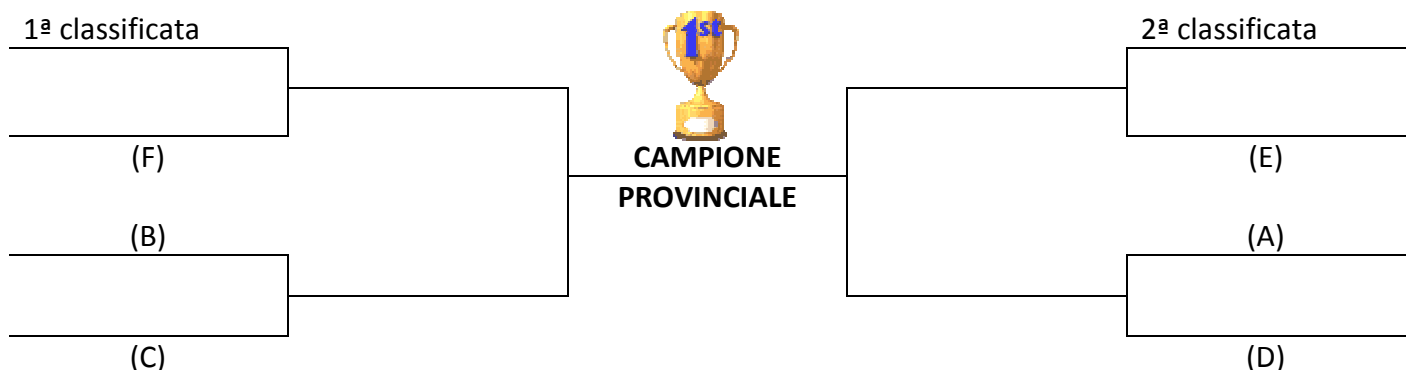 1ª classificata
2ª classificata
1st
CAMPIONE
PROVINCIALE
(F)
(E)
(B)
(A)
(C)
(D)